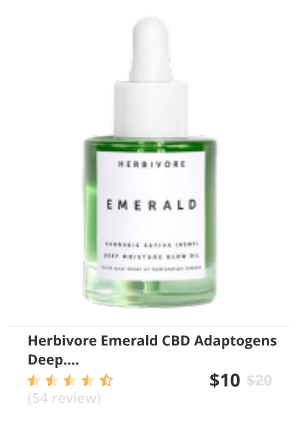 HERBIVORE
EMERALD
CANNABIS SATIVA (HEMP)
DEEP MOISTURE GLOW OIL
Herbivore Emerald CBD Adaptogens
Deep....
$10 $20
(54 review)